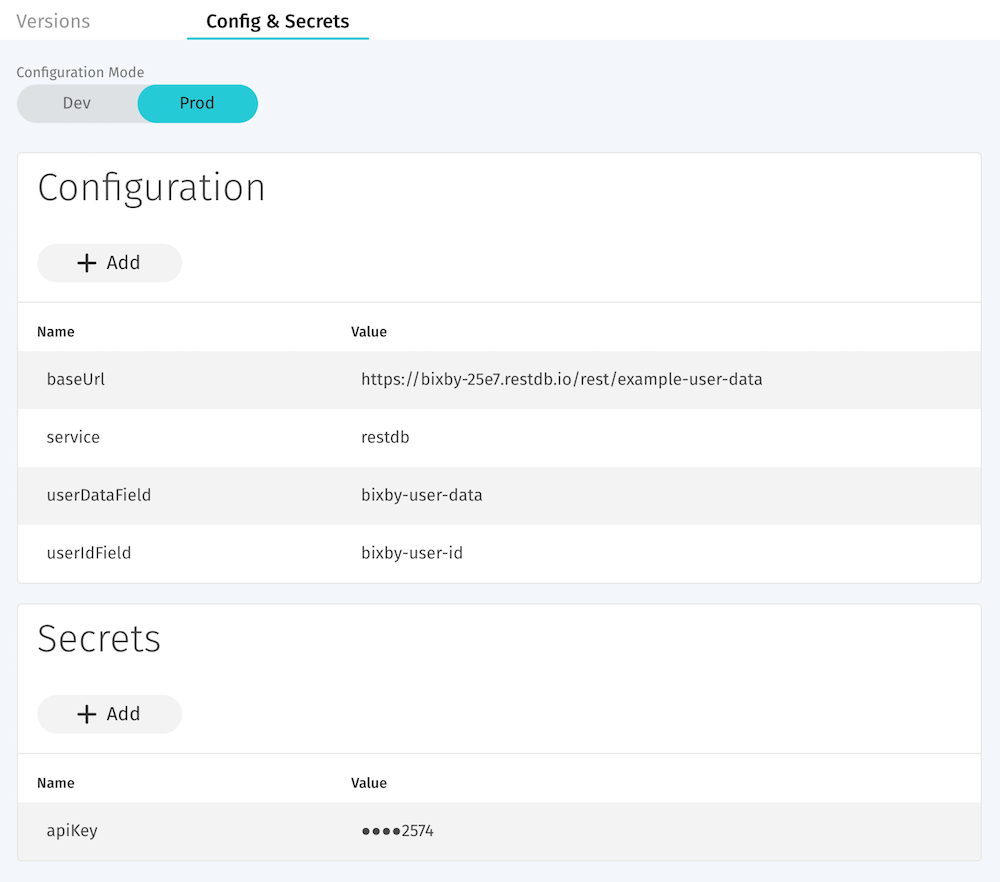 Versions Config & Secrets
Configuration Mode
Dev Prod
Configuration
+ Add
Name Value
baseUrl https://bixby-25e7.restdb.io/rest/example-user-data
service restdb
userDataField bixby-user-data
userIdField bixby-user-id
Secrets
+ Add
Name Value
apiKey ●●●●2574